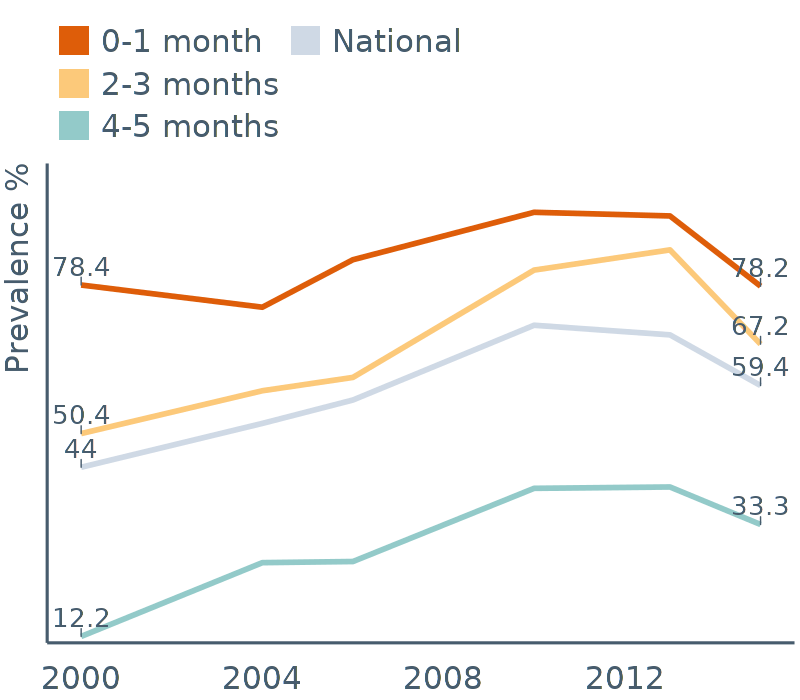 0-1 month
National
2-3 months
4-5 months
Prevalence %
78.4
78.2
67.2
59.4
50.4
44
33.3
12.2
2000 2004 2008 2012